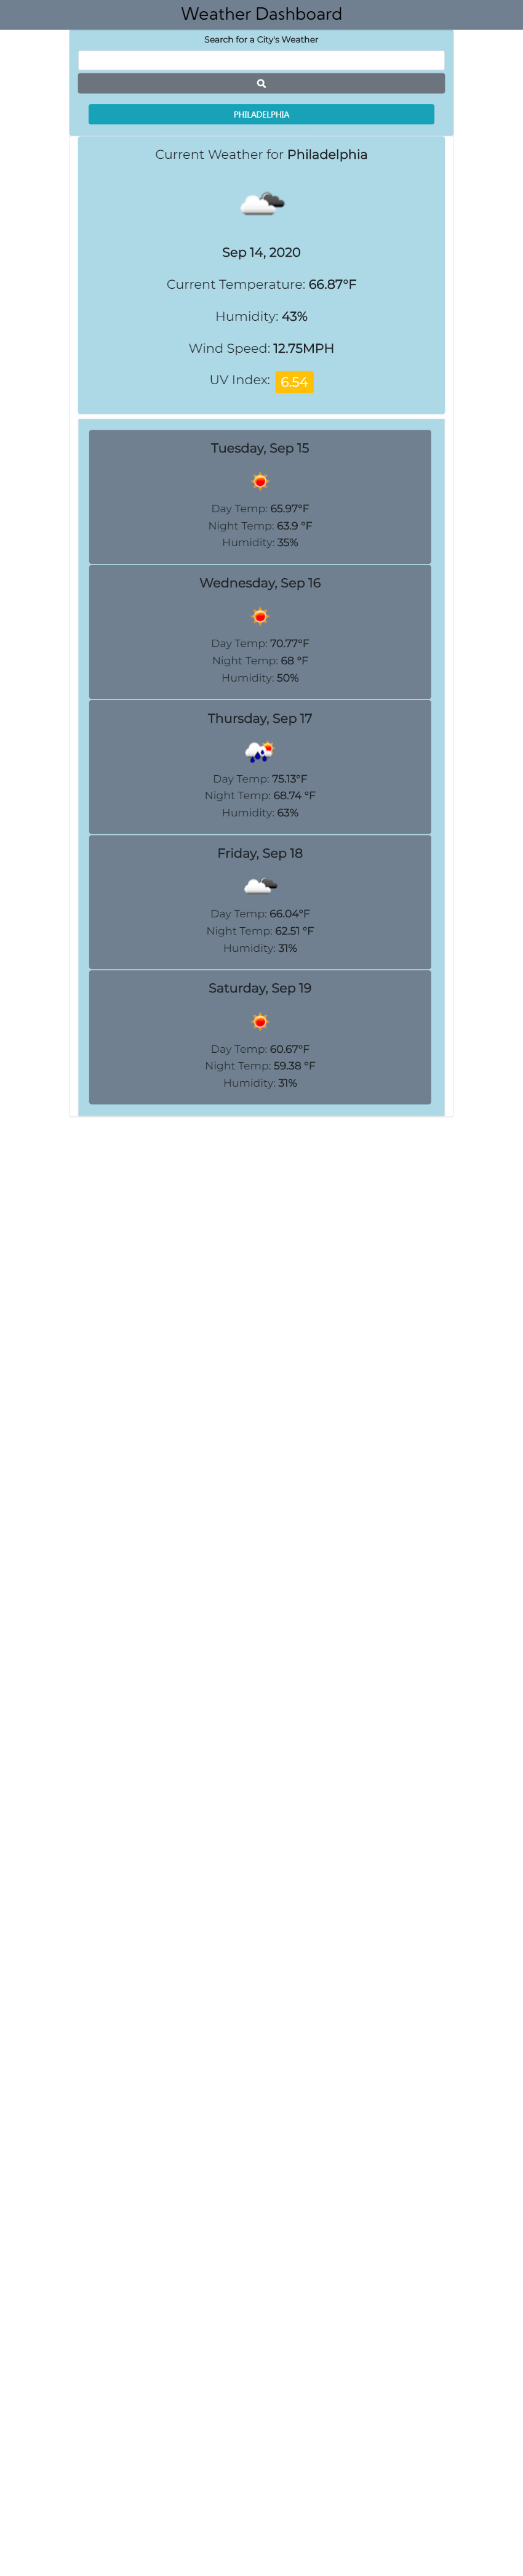 Weather Dashboard
Search for a City's Weather
PHILADELPHIA
Current Weather for Philadelphia
Sep 14, 2020
Current Temperature: 66.87°F
Humidity: 43%
Wind Speed: 12.75MPH
UV Index: 6.54
Tuesday, Sep 15
Day Temp: 65.97°F
Night Temp: 63.9 °F
Humidity: 35%
Wednesday, Sep 16
Day Temp: 70.77°F
Night Temp: 68 °F
Humidity: 50%
Thursday, Sep 17
Day Temp: 75.13°F
Night Temp: 68.74 °F
Humidity: 63%
Friday, Sep 18
Day Temp: 66.04°F
Night Temp: 62.51 °F
Humidity: 31%
Saturday, Sep 19
Day Temp: 60.67°F
Night Temp: 59.38 °F
Humidity: 31%